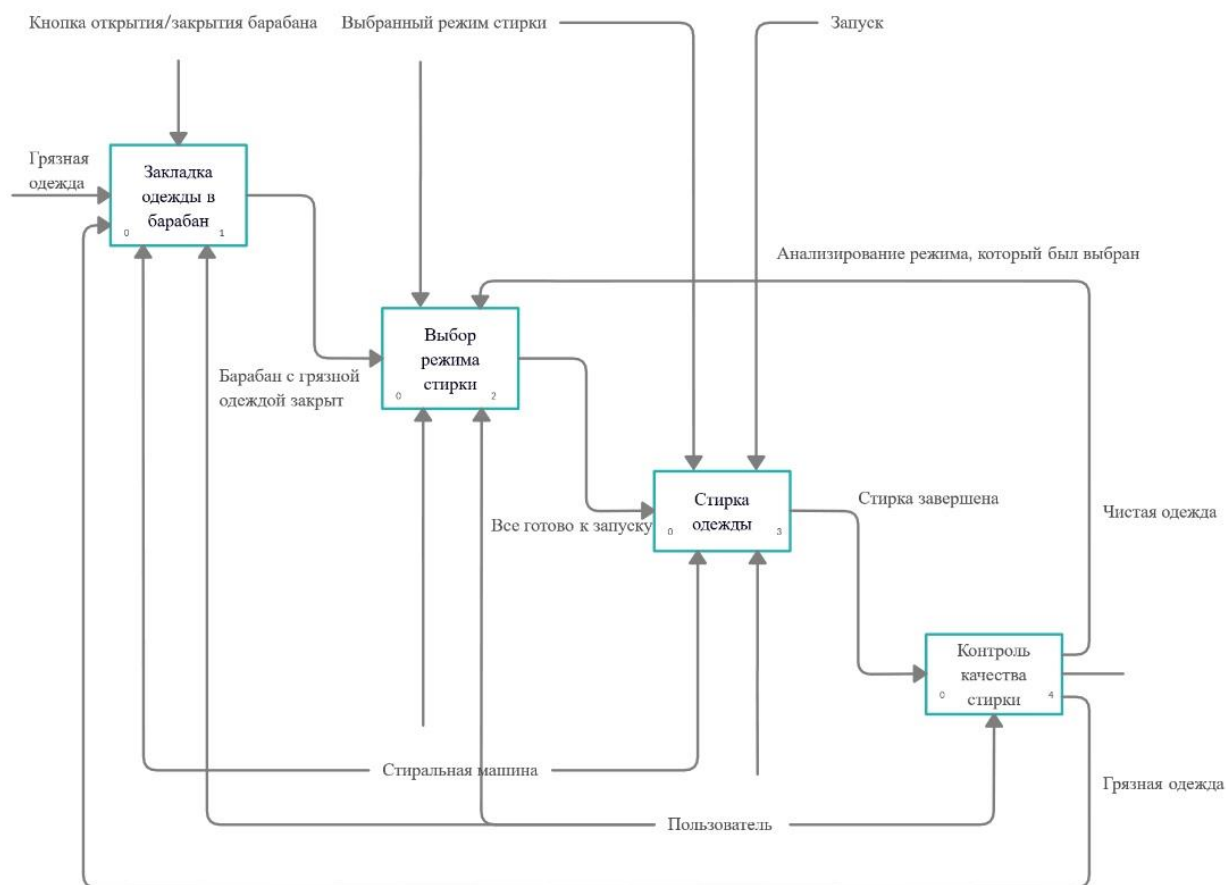 Кнопка открытия/закрытия барабана
Выбранный режим стирки
Запуск
Грязная
одежда
Закладка
одежды в
барабан
0
1
Анализирование режима, который был выбран
Выбор
режима
стирки
0
2
Барабан с грязной
одеждой закрыт
Стирка
одежды
0
3
Все готово к запуску
Стирка завершена
Чистая одежда
Контроль
качества
стирки
0
4
Стиральная машина
Грязная одежда
Пользователь